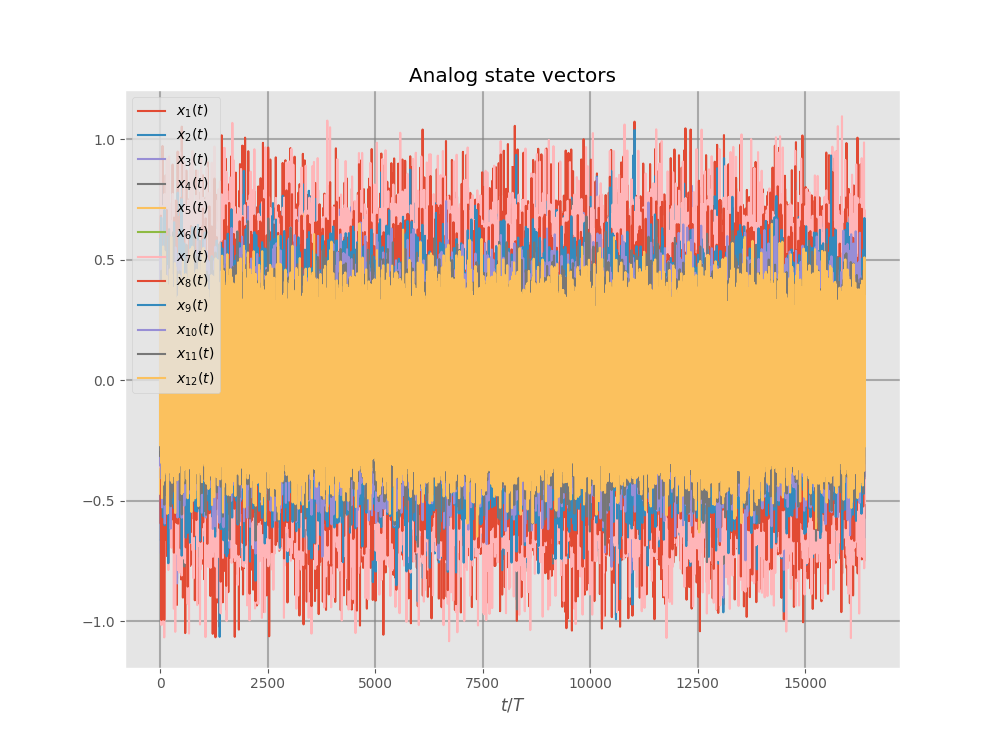 Analog state vectors
x₁(t)
x₂(t)
x₃(t)
x₄(t)
x₅(t)
x₆(t)
x₇(t)
x₈(t)
x₉(t)
x₁₀(t)
x₁₁(t)
x₁₂(t)
1.0
0.5
0.0
−0.5
−1.0
0 2500 5000 7500 10000 12500 15000
t/T